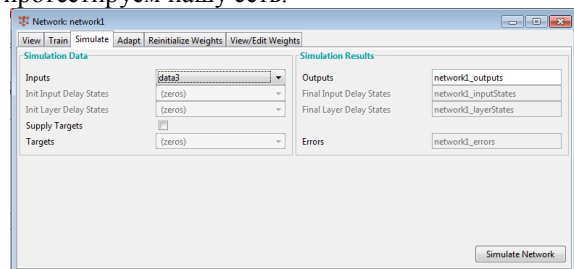 протестируем нашу сеть.
Network: network1
View Train Simulate Adapt Reinitialize Weights View/Edit Weights
Simulation Data
Inputs data3
Init Input Delay States (zeros)
Init Layer Delay States (zeros)
Supply Targets
Targets (zeros)
Simulation Results
Outputs network1_outputs
Final Input Delay States network1_inputStates
Final Layer Delay States network1_layerStates
Errors network1_errors
Simulate Network